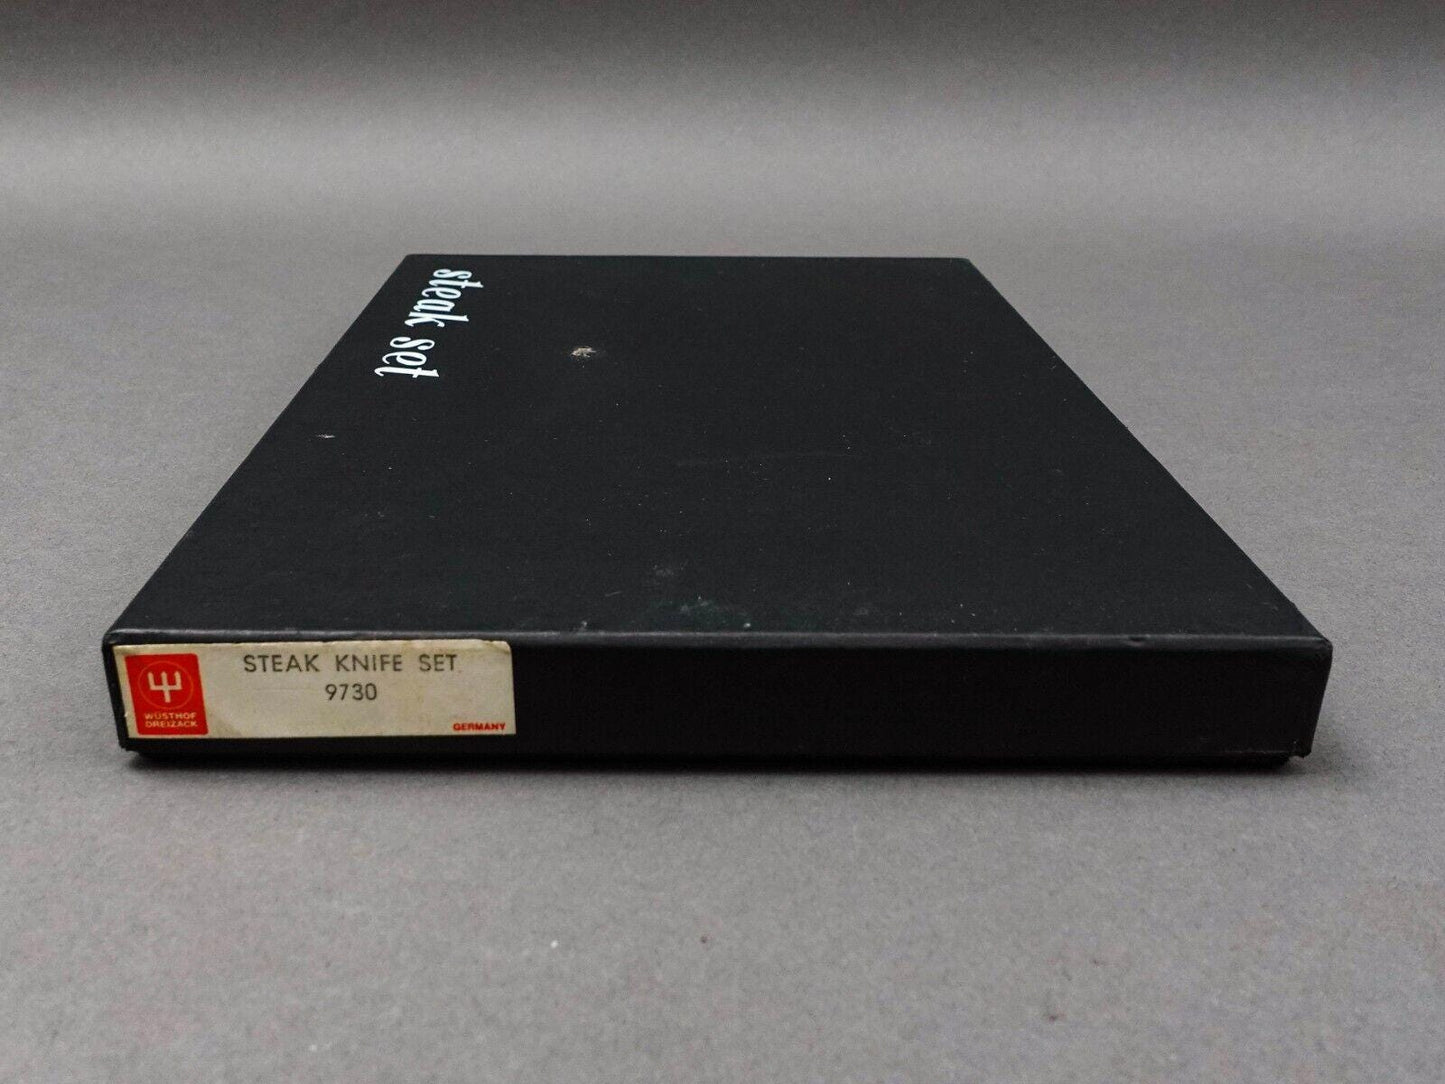 steak set
STEAK KNIFE SET
9730
WÜSTHOF
DREIZACK
GERMANY